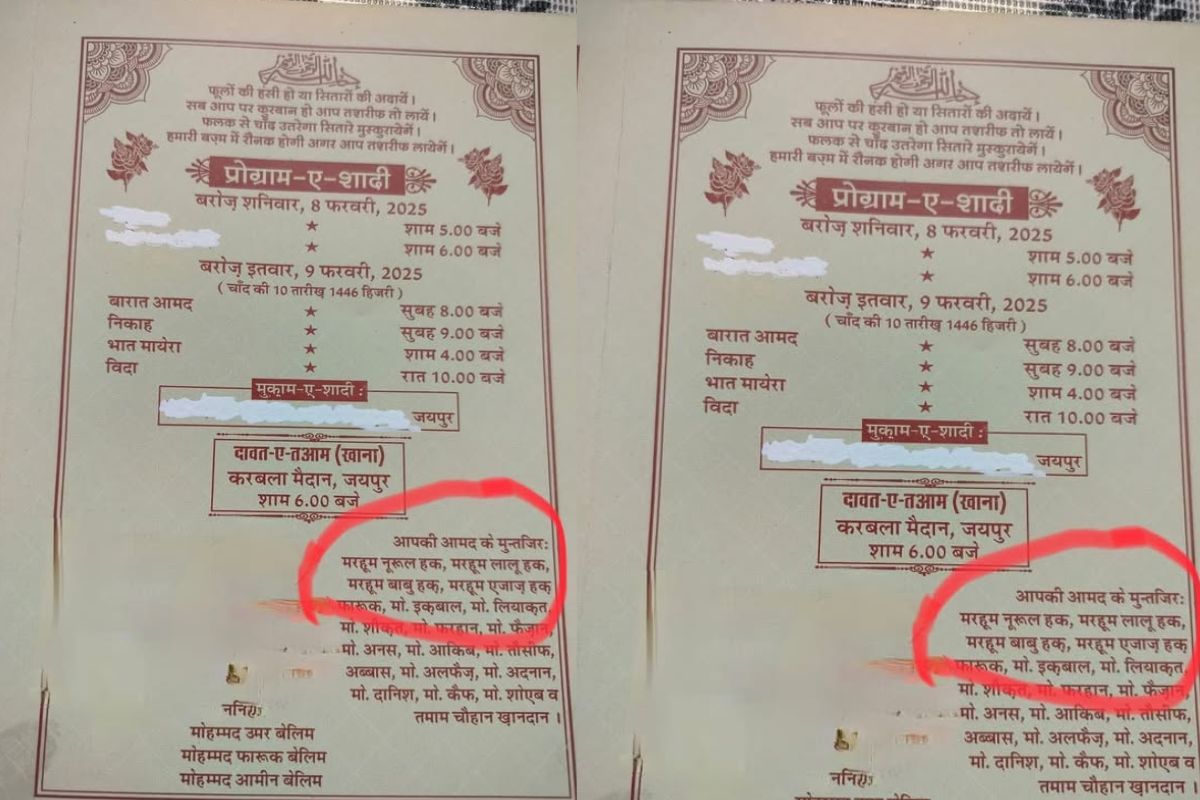 फूलों की हंसी हो या सितारों की अदायें।
सब आप पर कुरबान हो आप तशरीफ तो लायें।
फलक से चाँद उतरेगा सितारे मुस्कुरायेगें।
हमारी बज़्म में रौनक होगी अगर आप तशरीफ लायेगें।
प्रोग्राम-ए-शादी
बरोज़ शनिवार, 8 फरवरी, 2025
शाम 5.00 बजे
शाम 6.00 बजे
बरोज़ इतवार, 9 फरवरी, 2025
( चाँद की 10 तारीख़ 1446 हिजरी )
बारात आमद ★ सुबह 8.00 बजे
निकाह ★ सुबह 9.00 बजे
भात मायेरा ★ शाम 4.00 बजे
विदा ★ रात 10.00 बजे
मुक़ाम-ए-शादी :
जयपुर
दावत-ए-तआम (खाना)
करबला मैदान, जयपुर
शाम 6.00 बजे
आपकी आमद के मुन्तजिर:
मरहूम नूरूल हक, मरहूम लालू हक,
मरहूम बाबु हक, मरहूम एजाज़ हक
फारूक, मो. इक़बाल, मो. लियाक़त,
मो. शौक़त, मो. फरहान, मो. फैज़ान,
मो. अनस, मो. आकिब, मो. तौसीफ,
अब्बास, मो. अलफैज़, मो. अदनान,
मो. दानिश, मो. कैफ, मो. शोएब व
तमाम चौहान ख़ानदान।
मोहम्मद उमर बेलिम
मोहम्मद फारूक बेलिम
मोहम्मद आमीन बेलिम
फूलों की हंसी हो या सितारों की अदायें।
सब आप पर कुरबान हो आप तशरीफ तो लायें।
फलक से चाँद उतरेगा सितारे मुस्कुरायेगें।
हमारी बज़्म में रौनक होगी अगर आप तशरीफ लायेगें।
प्रोग्राम-ए-शादी
बरोज़ शनिवार, 8 फरवरी, 2025
शाम 5.00 बजे
शाम 6.00 बजे
बरोज़ इतवार, 9 फरवरी, 2025
( चाँद की 10 तारीख़ 1446 हिजरी )
बारात आमद ★ सुबह 8.00 बजे
निकाह ★ सुबह 9.00 बजे
भात मायेरा ★ शाम 4.00 बजे
विदा ★ रात 10.00 बजे
मुक़ाम-ए-शादी :
जयपुर
दावत-ए-तआम (खाना)
करबला मैदान, जयपुर
शाम 6.00 बजे
आपकी आमद के मुन्तजिर:
मरहूम नूरूल हक, मरहूम लालू हक,
मरहूम बाबु हक, मरहूम एजाज़ हक
फारूक, मो. इक़बाल, मो. लियाक़त,
मो. शौक़त, मो. फरहान, मो. फैज़ान,
मो. अनस, मो. आकिब, मो. तौसीफ,
अब्बास, मो. अलफैज़, मो. अदनान,
मो. दानिश, मो. कैफ, मो. शोएब व
तमाम चौहान ख़ानदान।